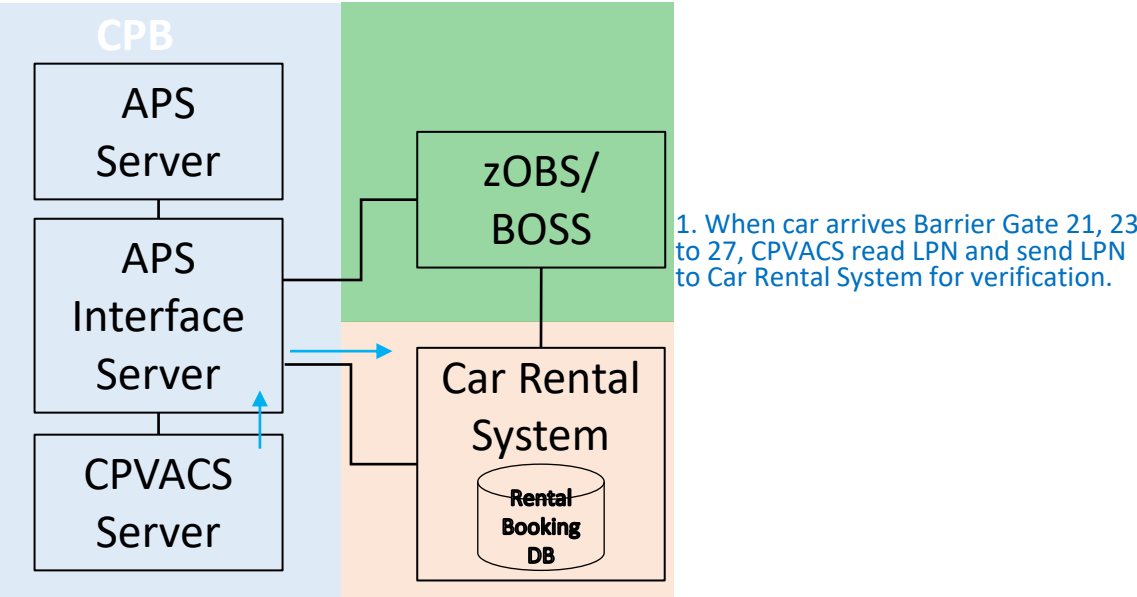 CPB
APS
Server
APS
Interface
Server
CPVACS
Server
zOBS/
BOSS
Car Rental
System
Rental
Booking
DB
1. When car arrives Barrier Gate 21, 23
to 27, CPVACS read LPN and send LPN
to Car Rental System for verification.